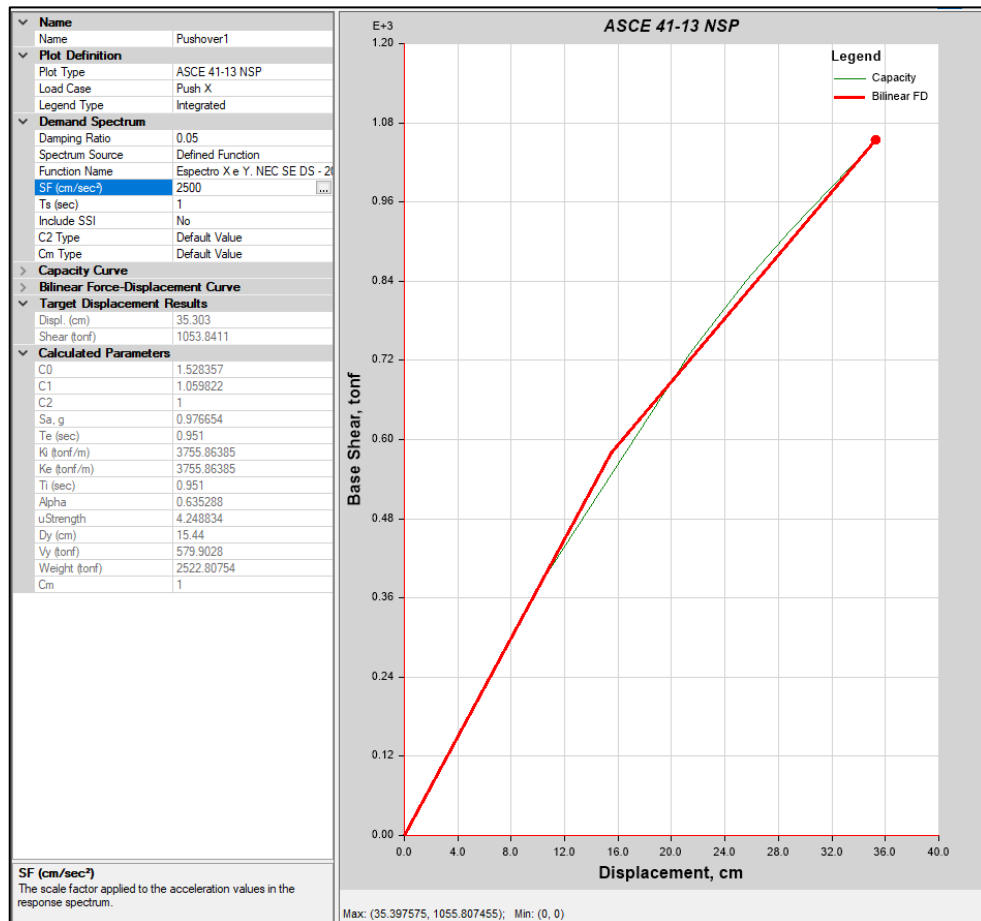 Name
Name Pushover1
Plot Definition
Plot Type ASCE 41-13 NSP
Load Case Push X
Legend Type Integrated
Demand Spectrum
Damping Ratio 0.05
Spectrum Source Defined Function
Function Name Espectro X e Y. NEC SE DS - 20
SF (cm/sec²) 2500 ...
Ts (sec) 1
Include SSI No
C2 Type Default Value
Cm Type Default Value
Capacity Curve
Bilinear Force-Displacement Curve
Target Displacement Results
Displ. (cm) 35.303
Shear (tonf) 1053.8411
Calculated Parameters
C0 1.528357
C1 1.059822
C2 1
Sa, g 0.976654
Te (sec) 0.951
Ki (tonf/m) 3755.86385
Ke (tonf/m) 3755.86385
Ti (sec) 0.951
Alpha 0.635288
uStrength 4.248834
Dy (cm) 15.44
Vy (tonf) 579.9028
Weight (tonf) 2522.80754
Cm 1
SF (cm/sec²)
The scale factor applied to the acceleration values in the
response spectrum.
ASCE 41-13 NSP
E+3
Legend
Capacity
Bilinear FD
1.20
1.08
0.96
0.84
0.72
0.60
0.48
0.36
0.24
0.12
0.00
Base Shear, tonf
0.0 4.0 8.0 12.0 16.0 20.0 24.0 28.0 32.0 36.0 40.0
Displacement, cm
Max: (35.397575, 1055.807455); Min: (0, 0)